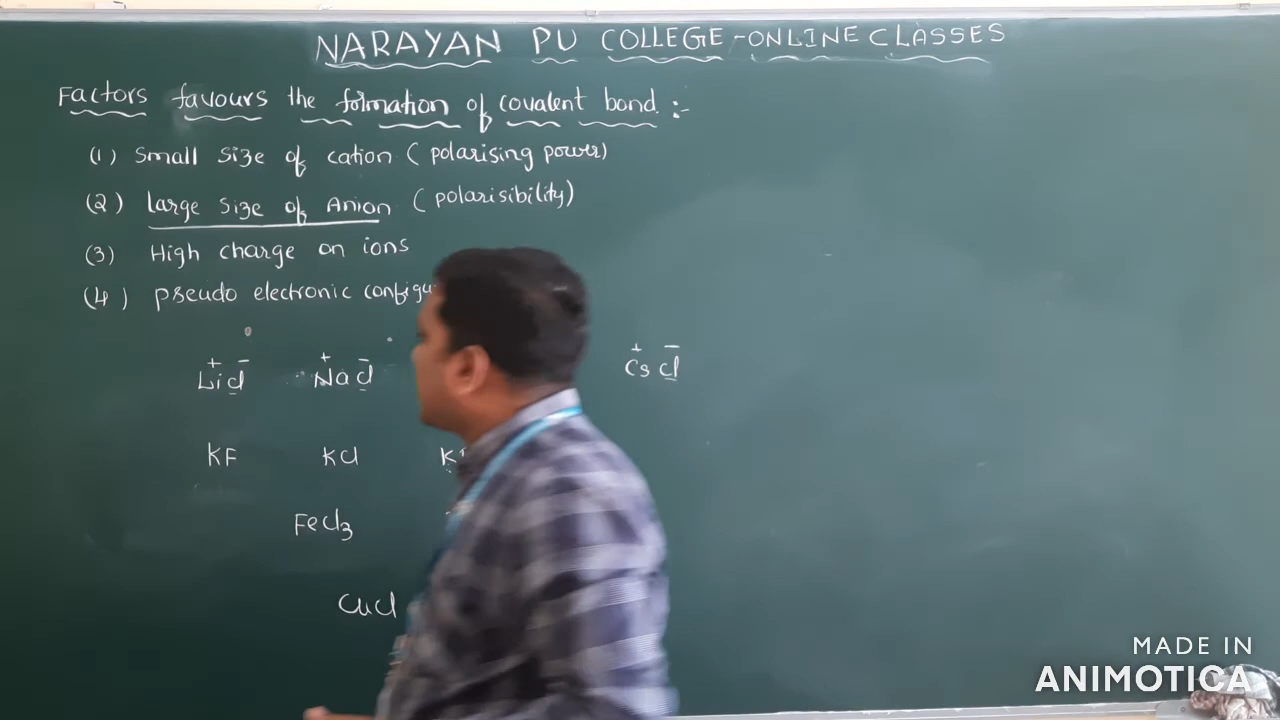 NARAYAN PU COLLEGE-ONLINE CLASSES
Factors favours the formation of covalent bond :-
(1) Small size of cation (polarising power)
(2) Large size of Anion (polarisibility)
(3) High charge on ions
(4) pseudo electronic
Li⁺Cl⁻ Na⁺Cl⁻ Cs⁺Cl⁻
KF KCl
FeCl₃
CuCl
MADE IN
ANIMOTICA